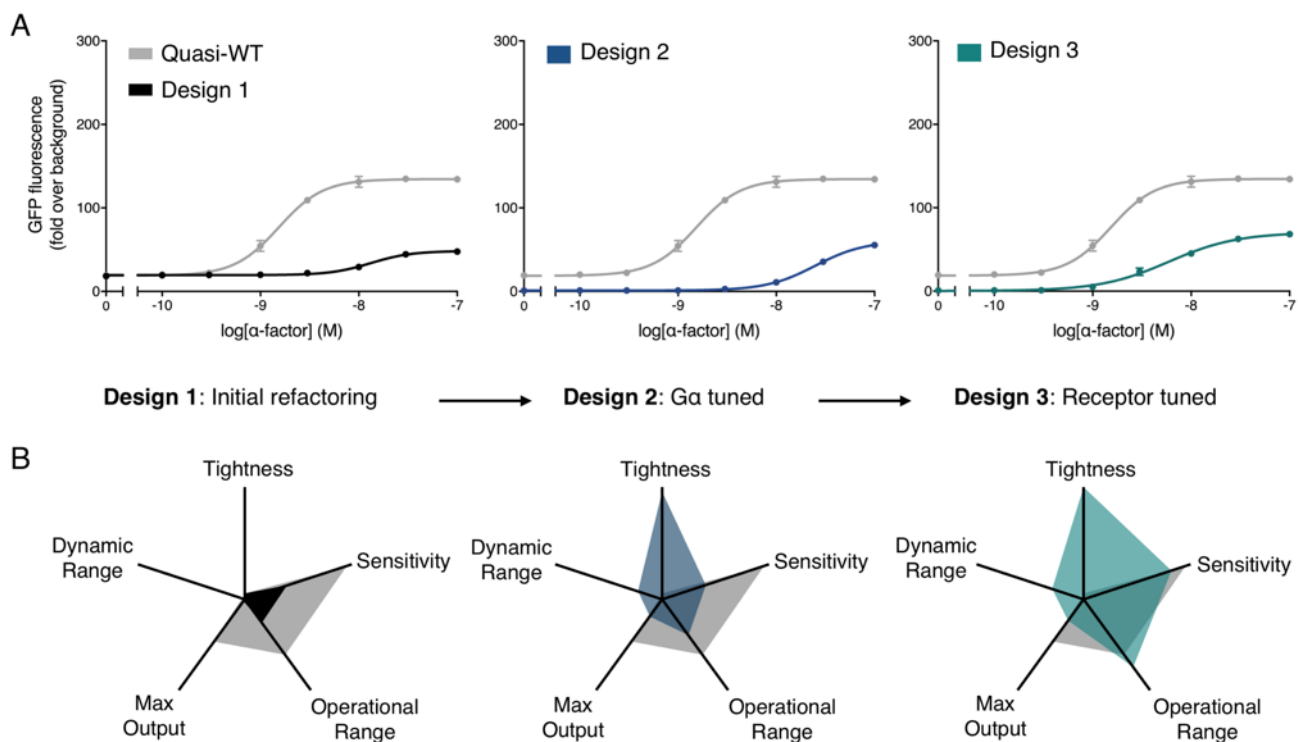 A
300
200
100
0
GFP fluorescence
(fold over background)
Quasi-WT
Design 1
0
-10
-9
-8
-7
log[α-factor] (M)
300
200
100
0
Design 2
0
-10
-9
-8
-7
log[α-factor] (M)
300
200
100
0
Design 3
0
-10
-9
-8
-7
log[α-factor] (M)
Design 1: Initial refactoring
Design 2: Gα tuned
Design 3: Receptor tuned
B
Tightness
Dynamic
Range
Sensitivity
Max
Output
Operational
Range
Tightness
Dynamic
Range
Sensitivity
Max
Output
Operational
Range
Tightness
Dynamic
Range
Sensitivity
Max
Output
Operational
Range